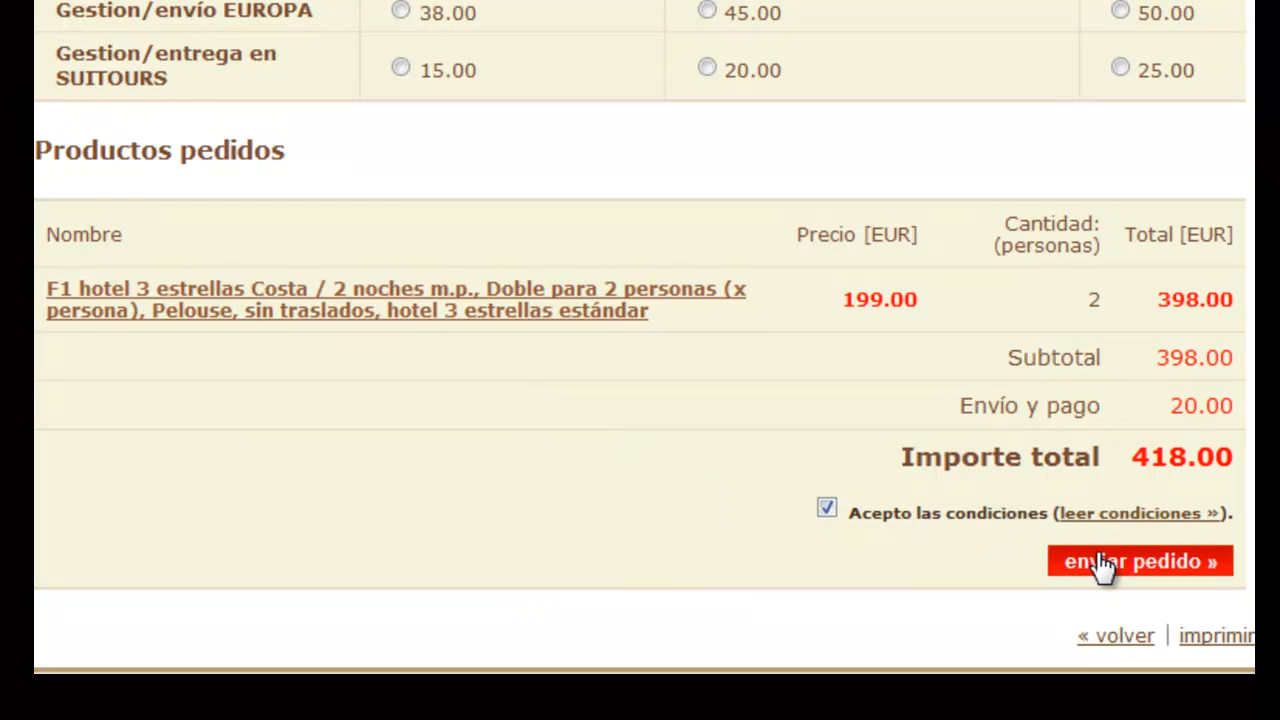 Gestion/envío EUROPA 38.00 45.00 50.00
Gestion/entrega en
SUITOURS 15.00 20.00 25.00
Productos pedidos
Nombre Precio [EUR] Cantidad: (personas) Total [EUR]
F1 hotel 3 estrellas Costa / 2 noches m.p., Doble para 2 personas (x
persona), Pelouse, sin traslados, hotel 3 estrellas estándar
199.00 2 398.00
Subtotal 398.00
Envío y pago 20.00
Importe total 418.00
Acepto las condiciones (leer condiciones »).
enviar pedido »
« volver | imprimir